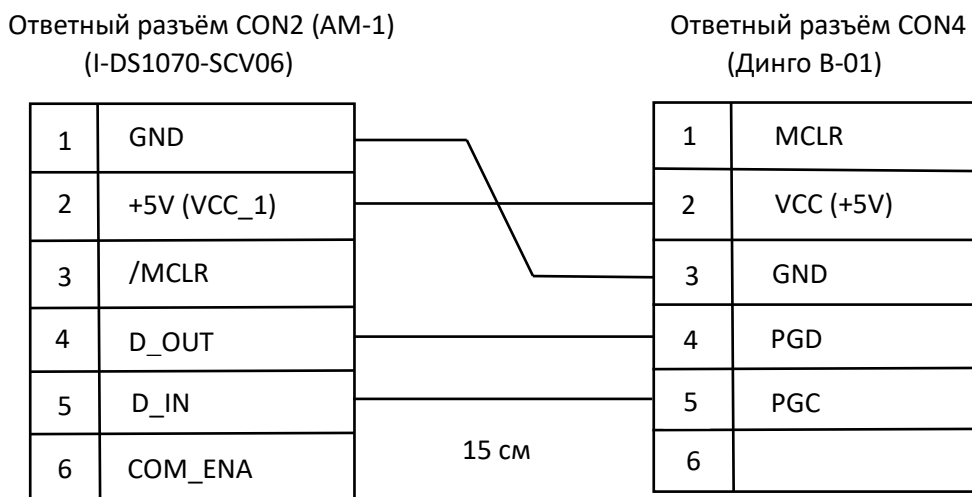 Ответный разъём CON2 (AM-1)
(I-DS1070-SCV06)
1 GND
2 +5V (VCC_1)
3 /MCLR
4 D_OUT
5 D_IN
6 COM_ENA
15 см
Ответный разъём CON4
(Динго В-01)
1 MCLR
2 VCC (+5V)
3 GND
4 PGD
5 PGC
6